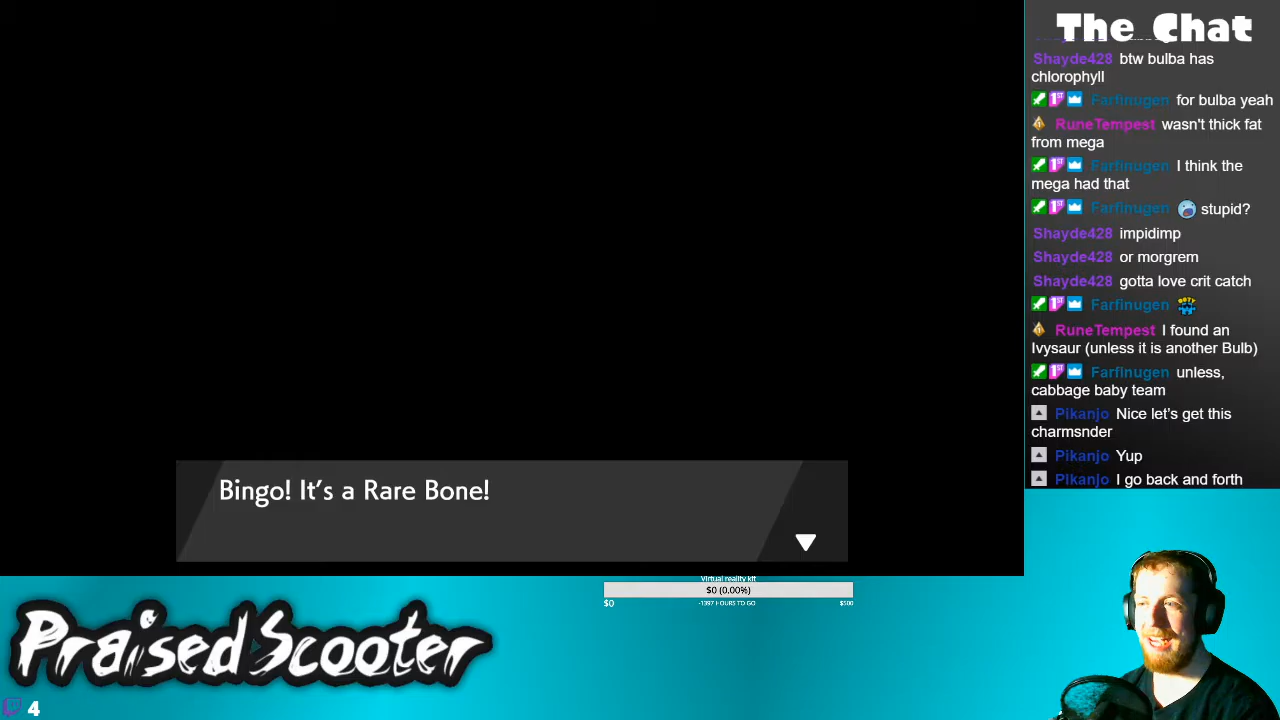 The Chat
Shayde428 btw bulba has
chlorophyll
Farfinugen for bulba yeah
RuneTempest wasn't thick fat
from mega
Farfinugen I think the
mega had that
Farfinugen stupid?
Shayde428 impidimp
Shayde428 or morgrem
Shayde428 gotta love crit catch
Farfinugen
RuneTempest I found an
Ivysaur (unless it is another Bulb)
Farfinugen unless,
cabbage baby team
Pikanjo Nice let's get this
charmsnder
Pikanjo Yup
Pikanjo I go back and forth
Bingo! It's a Rare Bone!
Virtual reality kit
$0 (0.00%)
$0 -1397 HOURS TO GO $500
PraisedScooter
4